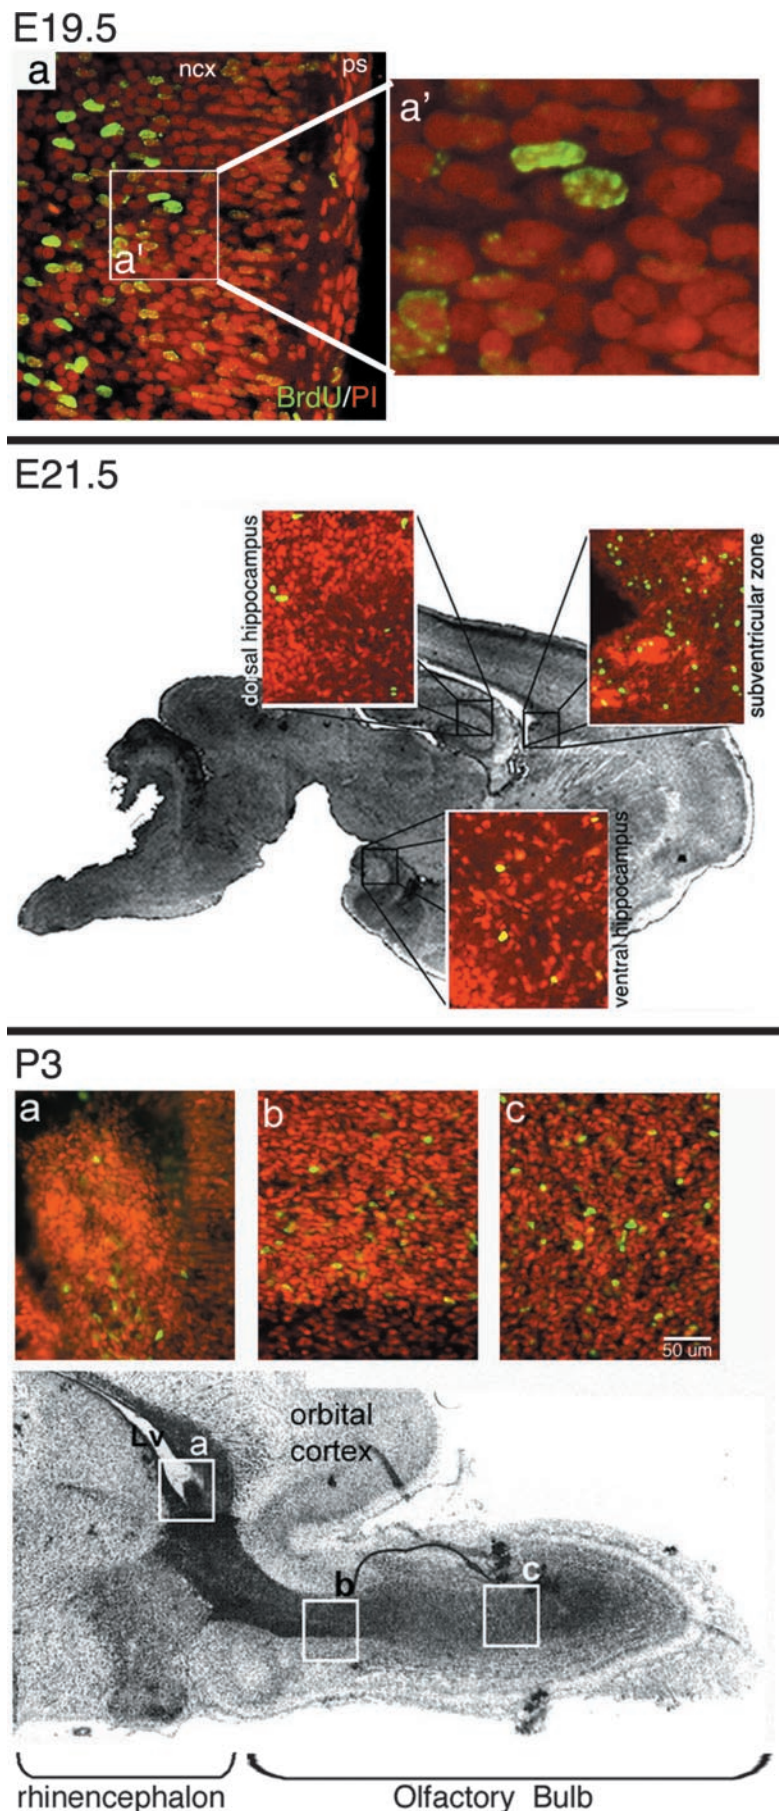 E19.5
a
ncx
ps
a'
a'
BrdU/PI
E21.5
dorsal hippocampus
subventricular zone
ventral hippocampus
P3
a
b
c
50 um
Lv
a
orbital
cortex
b
c
rhinencephalon
Olfactory Bulb